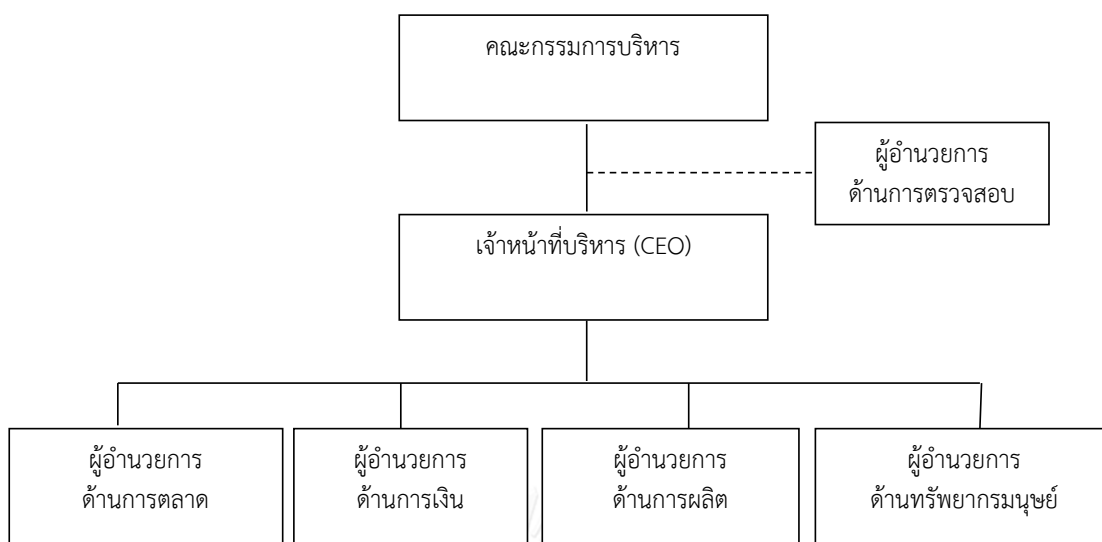 คณะกรรมการบริหาร
ผู้อำนวยการ
ด้านการตรวจสอบ
เจ้าหน้าที่บริหาร (CEO)
ผู้อำนวยการ
ด้านการตลาด
ผู้อำนวยการ
ด้านการเงิน
ผู้อำนวยการ
ด้านการผลิต
ผู้อำนวยการ
ด้านทรัพยากรมนุษย์